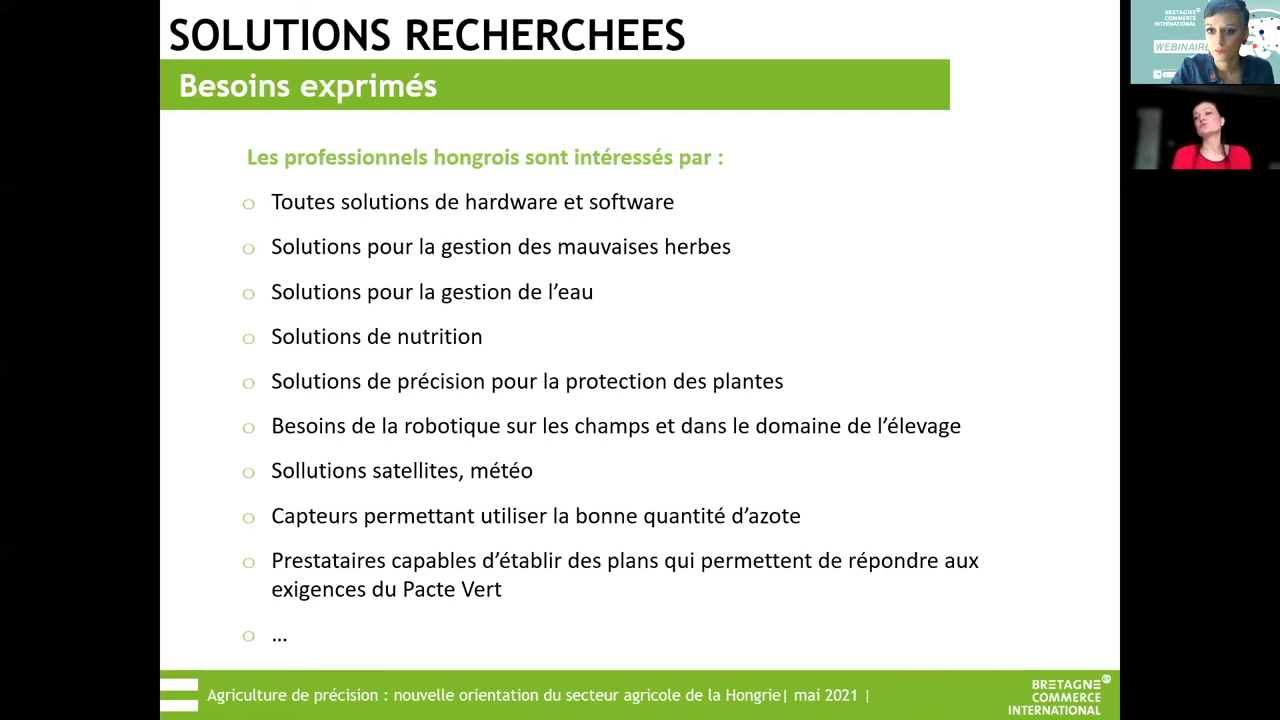 SOLUTIONS RECHERCHEES
Besoins exprimés
Les professionnels hongrois sont intéressés par :
o Toutes solutions de hardware et software
o Solutions pour la gestion des mauvaises herbes
o Solutions pour la gestion de l’eau
o Solutions de nutrition
o Solutions de précision pour la protection des plantes
o Besoins de la robotique sur les champs et dans le domaine de l’élevage
o Sollutions satellites, météo
o Capteurs permettant utiliser la bonne quantité d’azote
o Prestataires capables d’établir des plans qui permettent de répondre aux
exigences du Pacte Vert
o ...
Agriculture de précision : nouvelle orientation du secteur agricole de la Hongrie| mai 2021 |
BRETAGNE
COMMERCE
INTERNATIONAL
BRETAGNE
COMMERCE
INTERNATIONAL
WEBINAIRE